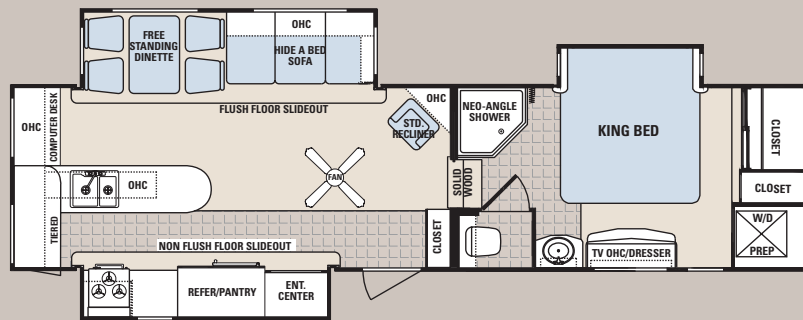 FREE
STANDING
DINETTE
OHC
HIDE A BED
SOFA
FLUSH FLOOR SLIDEOUT
OHC
COMPUTER DESK
OHC
STD.
RECLINER
NEO-ANGLE
SHOWER
KING BED
CLOSET
CLOSET
OHC
FAN
SOLID
WOOD
TIERED
NON FLUSH FLOOR SLIDEOUT
CLOSET
W/D
PREP
TV OHC/DRESSER
REFER/PANTRY
ENT.
CENTER